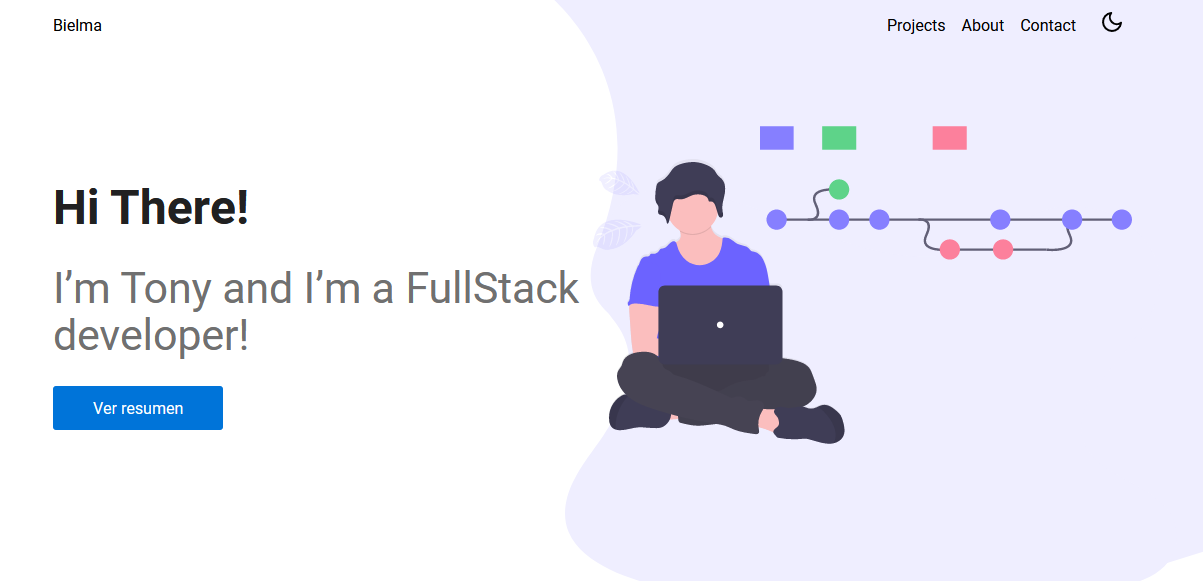 Bielma
Projects
About
Contact
Hi There!
I’m Tony and I’m a FullStack
developer!
Ver resumen